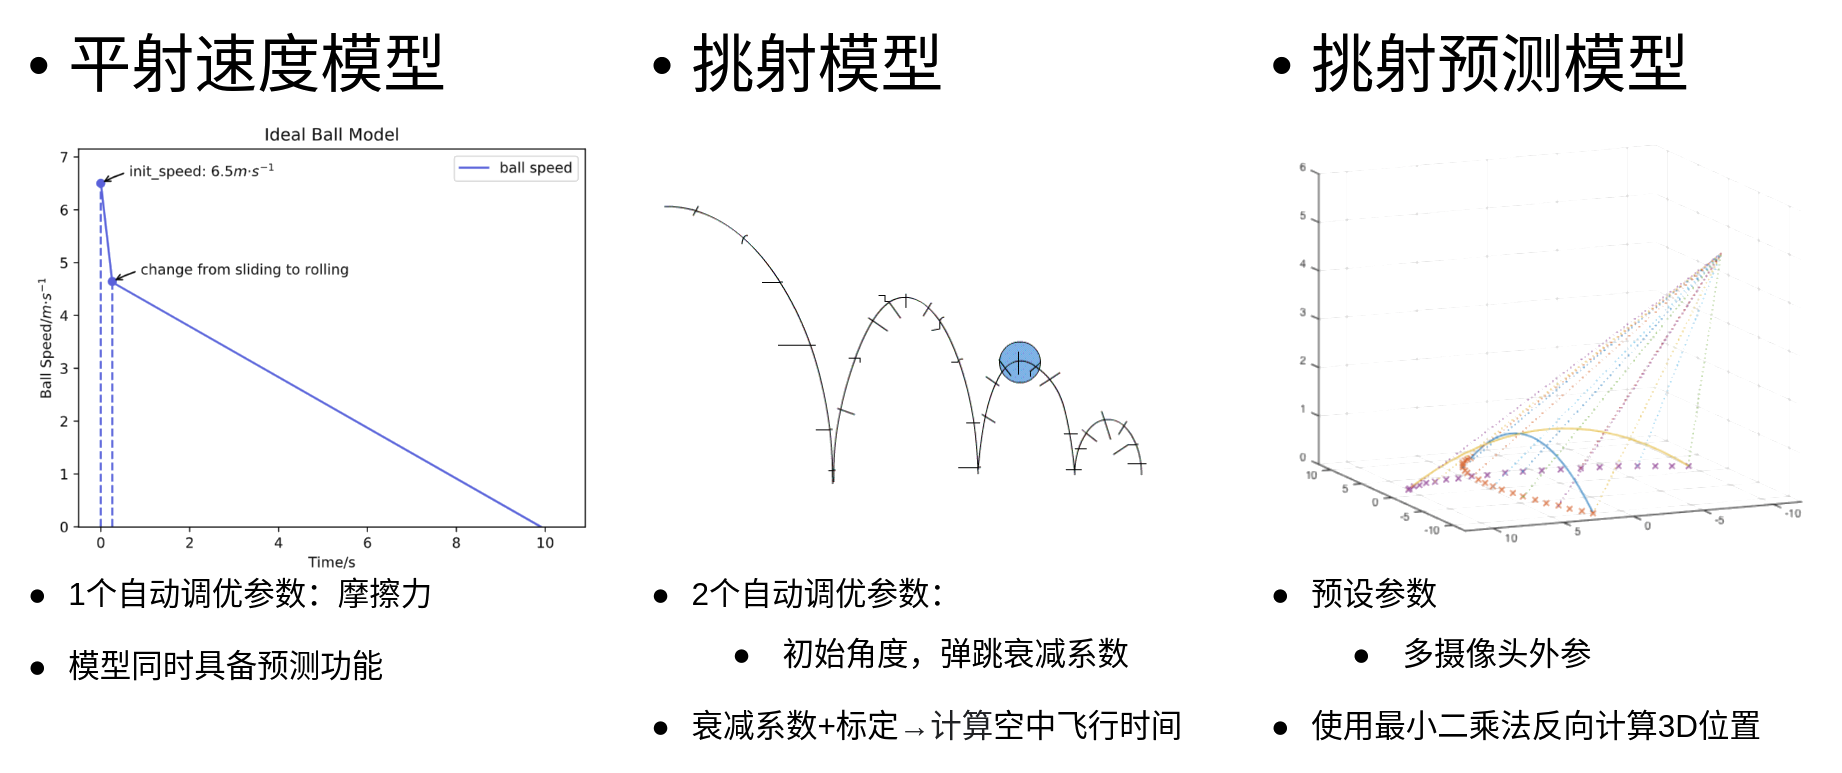 • 平射速度模型
Ideal Ball Model
7
6
5
4
3
2
1
0
Ball Speed/m·s⁻¹
init_speed: 6.5m·s⁻¹
ball speed
change from sliding to rolling
0 2 4 6 8 10
Time/s
● 1个自动调优参数：摩擦力
● 模型同时具备预测功能
• 挑射模型
● 2个自动调优参数：
● 初始角度，弹跳衰减系数
● 衰减系数+标定→计算空中飞行时间
• 挑射预测模型
6
5
4
3
2
1
0
10 5 0 -5 -10
10 5 0 -5 -10
● 预设参数
● 多摄像头外参
● 使用最小二乘法反向计算3D位置